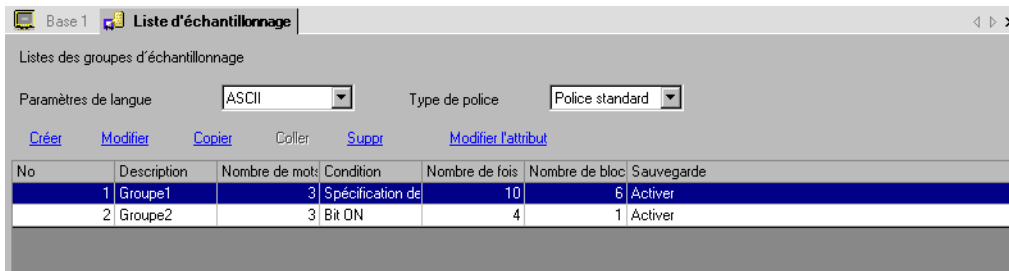 Base 1 Liste d'échantillonnage
Listes des groupes d´échantillonnage
Paramètres de langue ASCII Type de police Police standard
Créer Modifier Copier Coller Suppr Modifier l'attribut
No Description Nombre de mots Condition Nombre de fois Nombre de bloc Sauvegarde
1 Groupe1 3 Spécification de 10 6 Activer
2 Groupe2 3 Bit ON 4 1 Activer